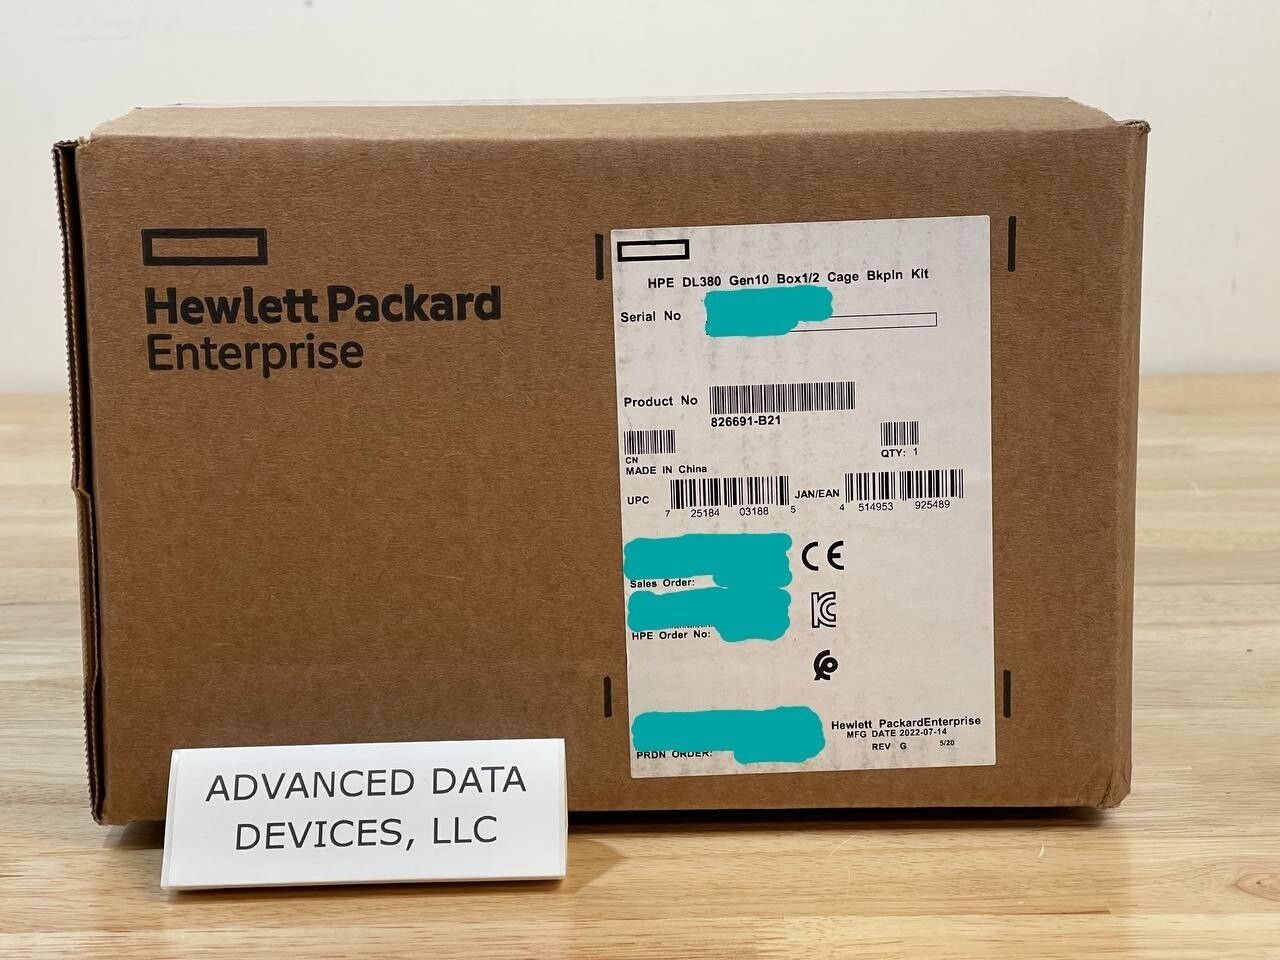 Hewlett Packard
Enterprise
HPE DL380 Gen10 Box1/2 Cage Bkpln Kit
Serial No
Product No
826691-B21
CN
MADE IN China
QTY: 1
UPC
7 25184 03188 5
JAN/EAN
4 514953 925489
CE
Sales Order:
HPE Order No:
Hewlett PackardEnterprise
MFG DATE 2022-07-14
REV G 5/20
PRDN ORDER:
ADVANCED DATA
DEVICES, LLC